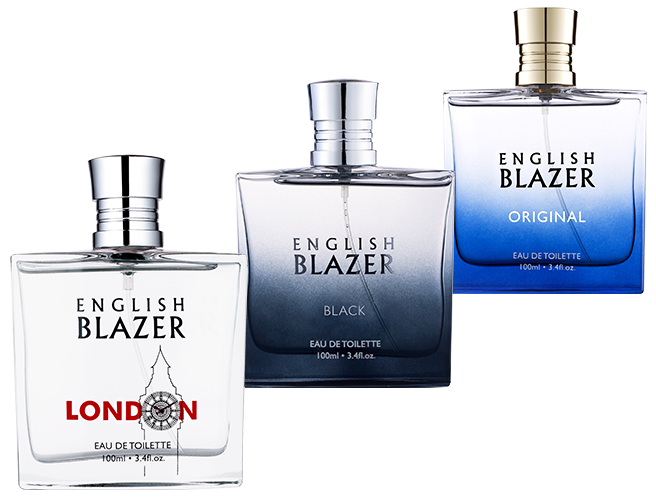 ENGLISH
BLAZER
LONDON
EAU DE TOILETTE
100ml • 3.4fl.oz.
ENGLISH
BLAZER
BLACK
EAU DE TOILETTE
100ml • 3.4fl.oz.
ENGLISH
BLAZER
ORIGINAL
EAU DE TOILETTE
100ml • 3.4fl.oz.